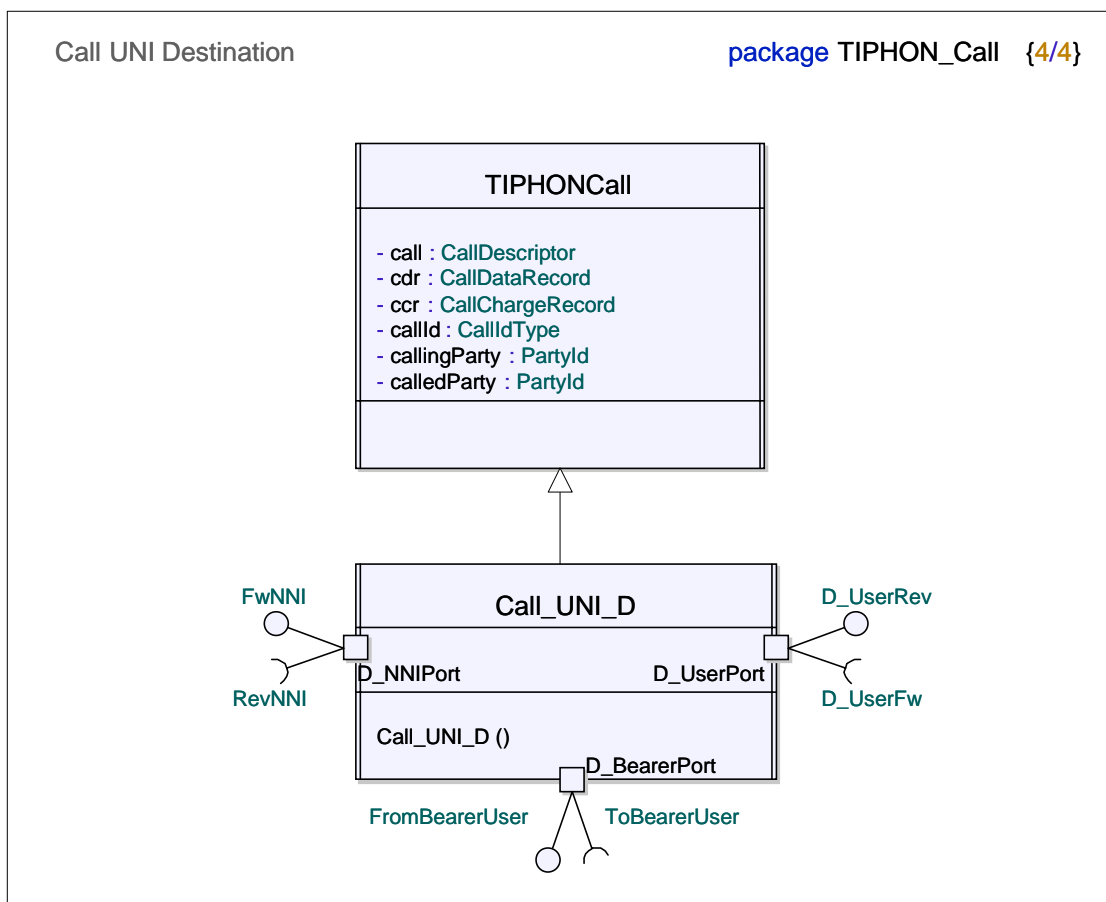 Call UNI Destination
package TIPHON_Call {4/4}
TIPHONCall
- call : CallDescriptor
- cdr : CallDataRecord
- ccr : CallChargeRecord
- callId : CallIdType
- callingParty : PartyId
- calledParty : PartyId
FwNNI
Call_UNI_D
D_UserRev
D_NNIPort
D_UserPort
RevNNI
D_UserFw
Call_UNI_D ()
D_BearerPort
FromBearerUser
ToBearerUser